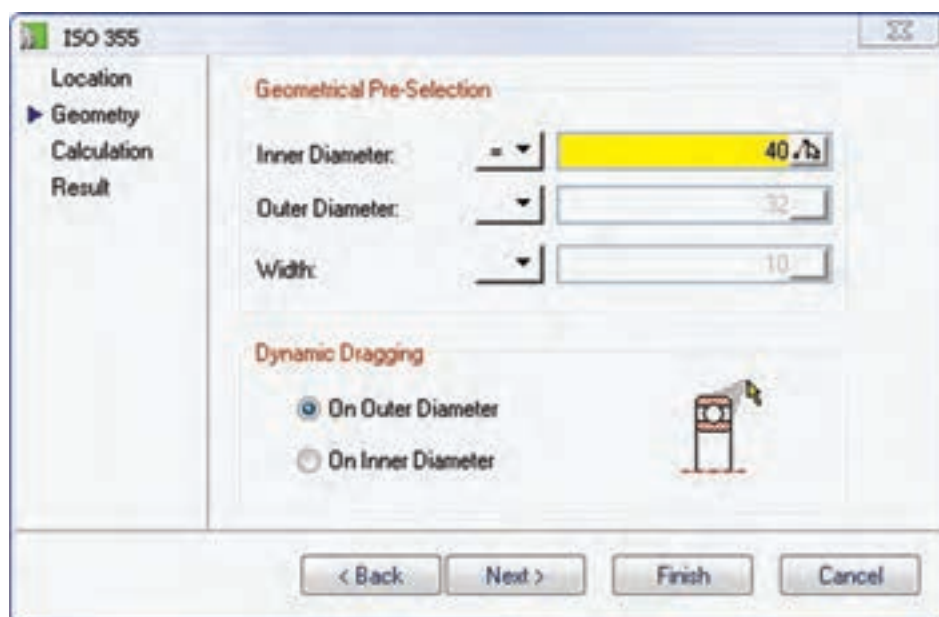 ISO 355
Location
Geometry
Calculation
Result
Geometrical Pre-Selection
Inner Diameter: = 40
Outer Diameter: 32
Width: 10
Dynamic Dragging
On Outer Diameter
On Inner Diameter
< Back Next > Finish Cancel